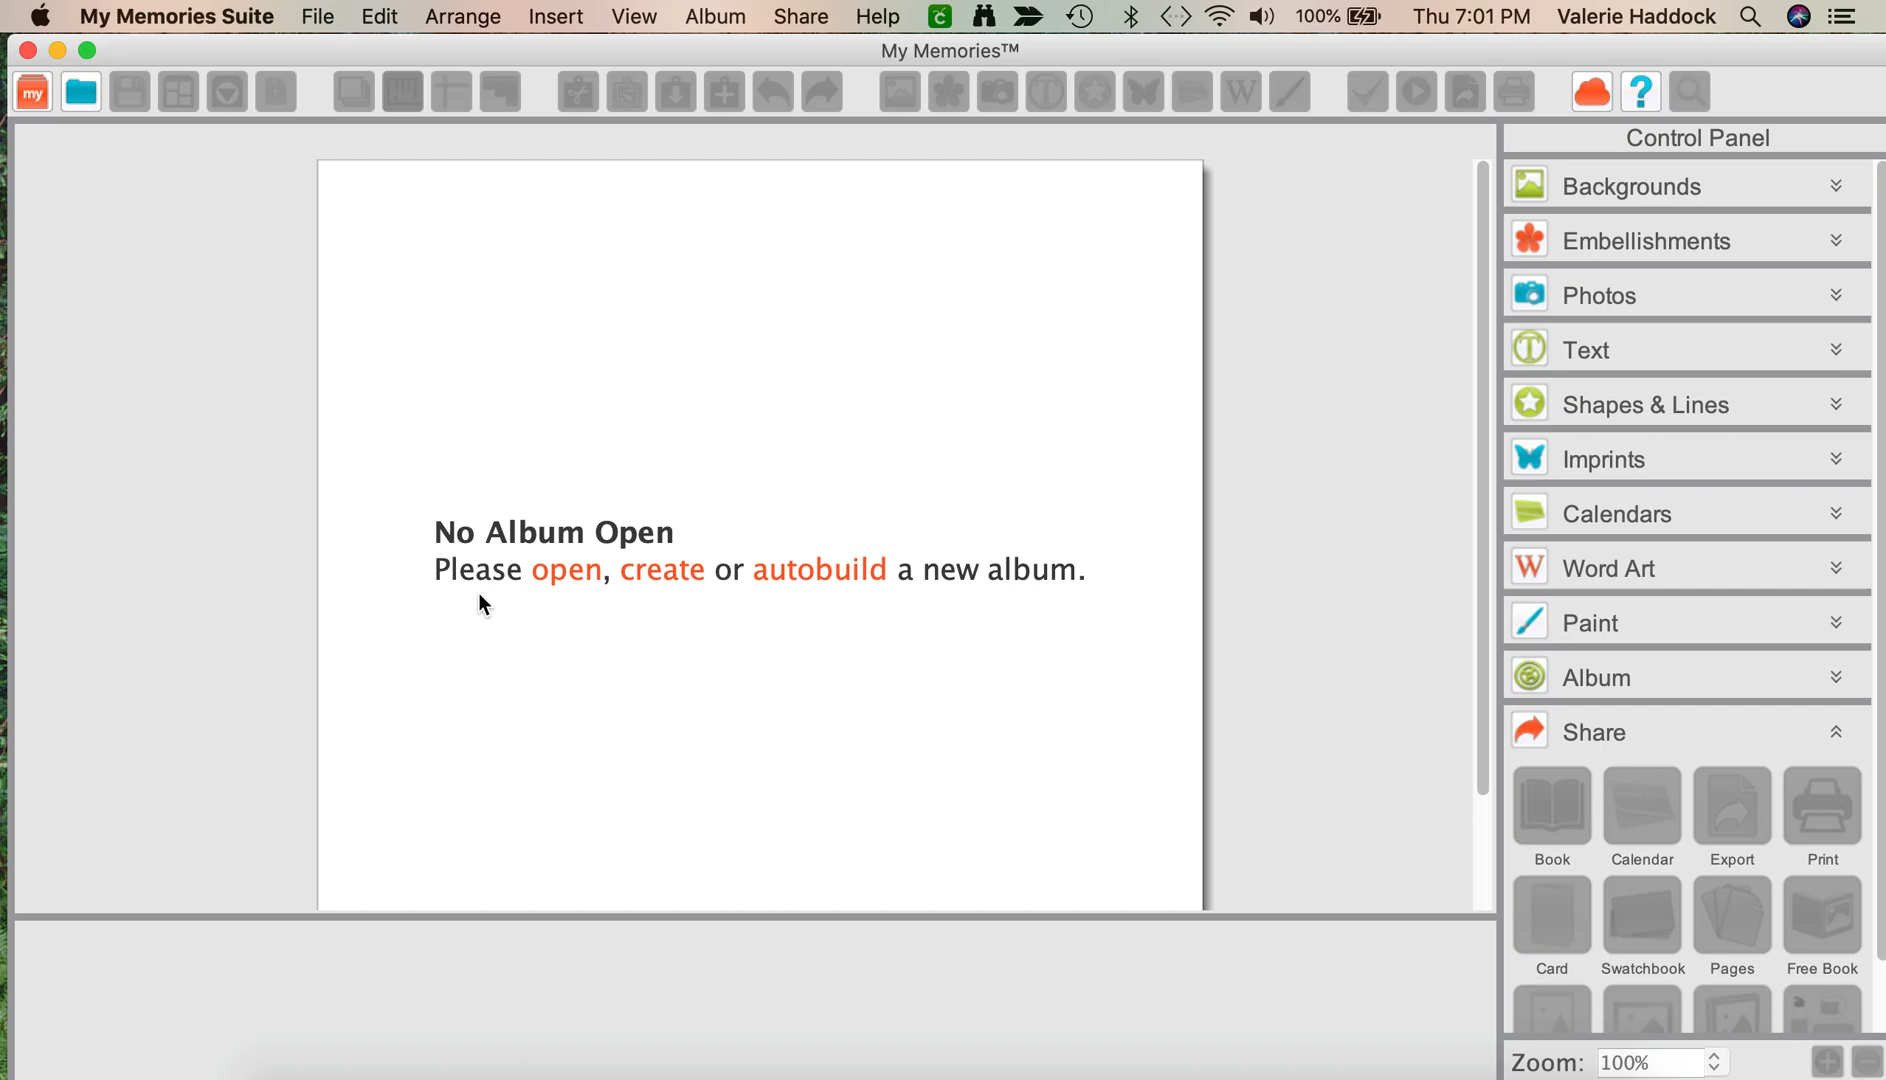 My Memories Suite File Edit Arrange Insert View Album Share Help 100% Thu 7:01 PM Valerie Haddock
My Memories™
my
Control Panel
Backgrounds
Embellishments
Photos
Text
Shapes & Lines
Imprints
Calendars
Word Art
Paint
Album
Share
Book Calendar Export Print
Card Swatchbook Pages Free Book
No Album Open
Please open, create or autobuild a new album.
Zoom: 100%